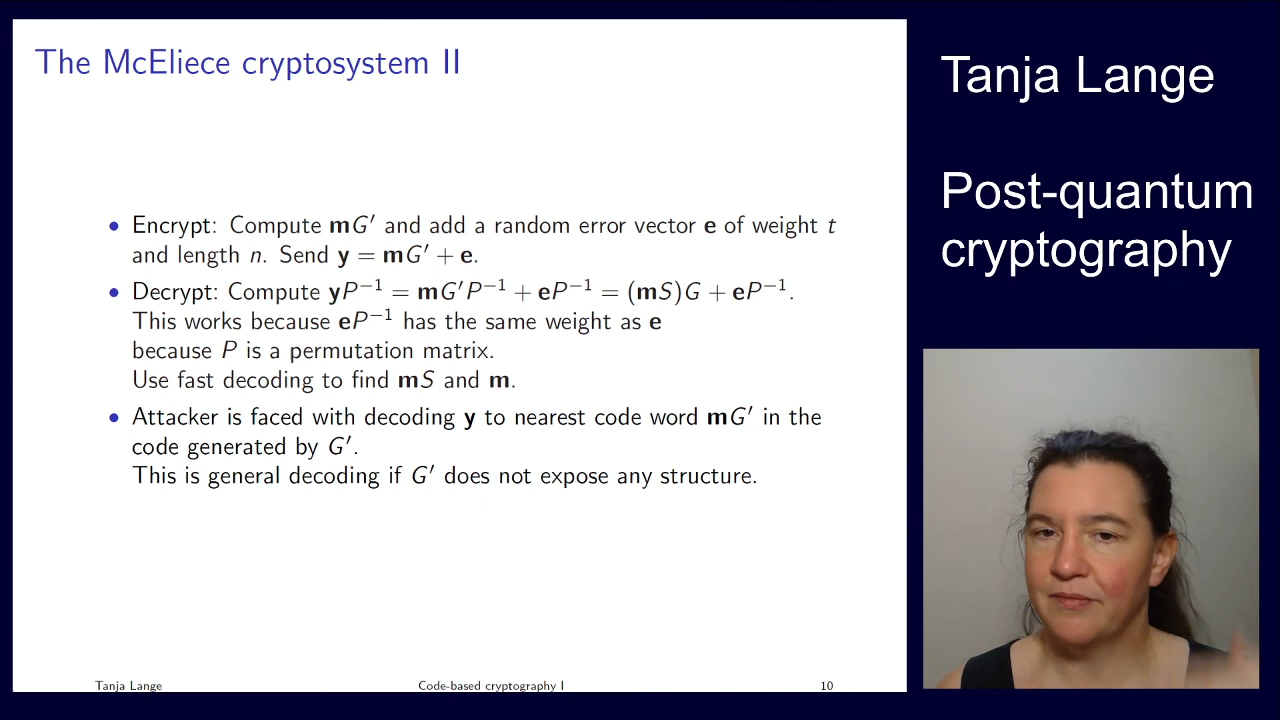 The McEliece cryptosystem II
• Encrypt: Compute mG′ and add a random error vector e of weight t
and length n. Send y = mG′ + e.
• Decrypt: Compute yP⁻¹ = mG′P⁻¹ + eP⁻¹ = (mS)G + eP⁻¹.
This works because eP⁻¹ has the same weight as e
because P is a permutation matrix.
Use fast decoding to find mS and m.
• Attacker is faced with decoding y to nearest code word mG′ in the
code generated by G′.
This is general decoding if G′ does not expose any structure.
Tanja Lange
Code-based cryptography I
10
Tanja Lange
Post-quantum
cryptography